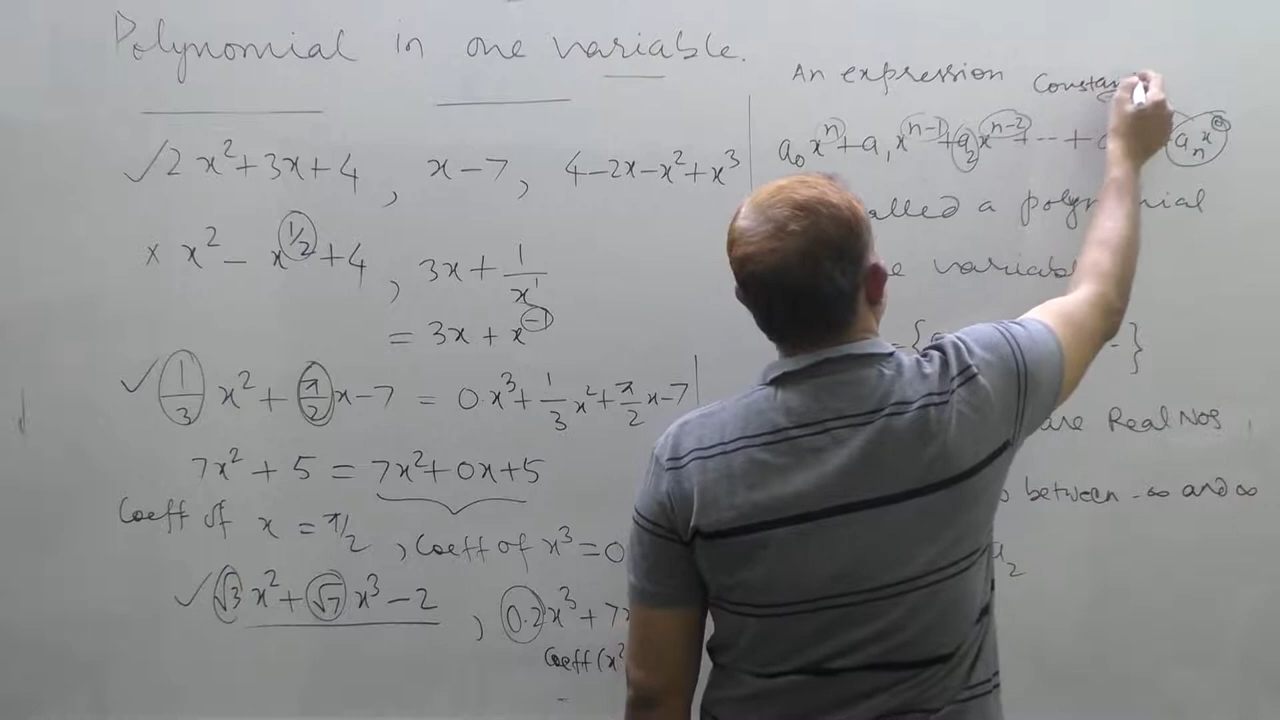 Polynomial in one variable.
✓ 2x² + 3x + 4 , x - 7 , 4 - 2x - x² + x³
× x² - x^(1/2) + 4 , 3x + 1/x¹
= 3x + x^(-1)
✓ 1/3 x² + π/2 x - 7 = 0·x³ + 1/3 x² + π/2 x - 7
7x² + 5 = 7x² + 0x + 5
Coeff of x = π/2 , Coeff of x³ = 0
✓ √3 x² + √7 x³ - 2 , 0.2x³ + 7
Coeff (x²
An expression
a₀xⁿ + a₁xⁿ⁻¹ + a₂xⁿ⁻² + ... + aₙx⁰
a polynomial
variable
}
are Real Nos
between -∞ and ∞
a₂